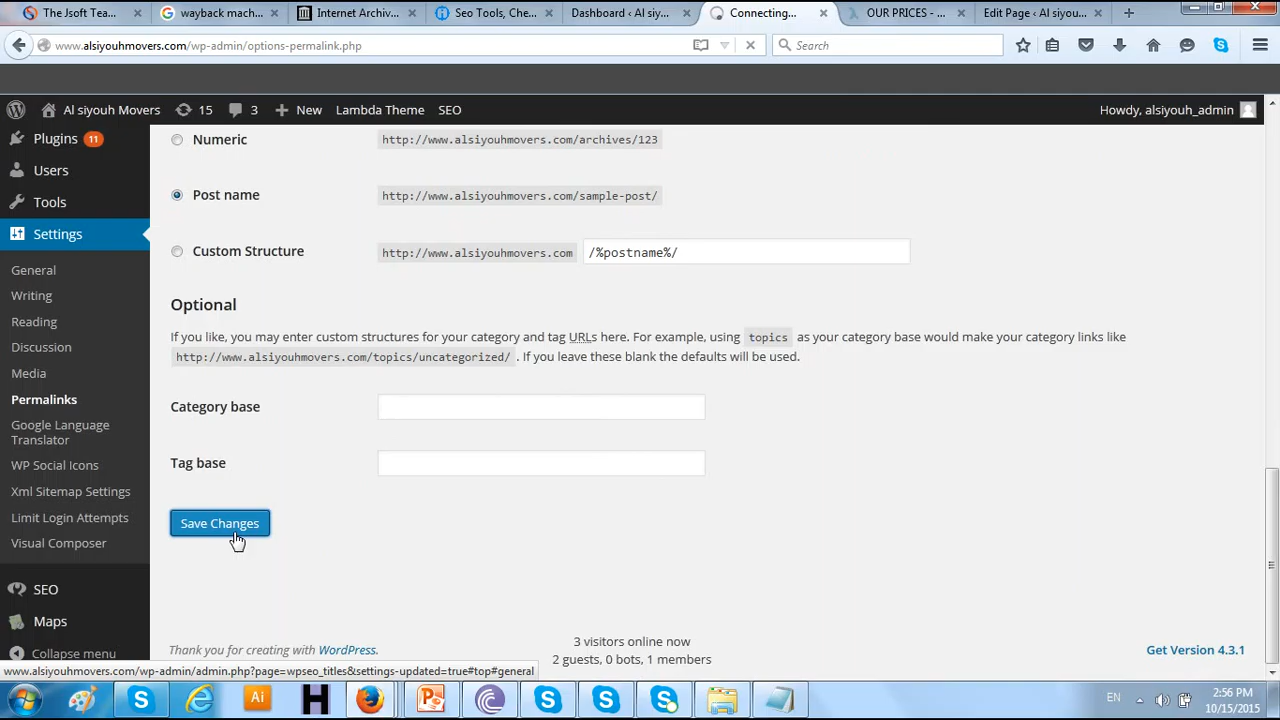 The Jsoft Tea...
wayback mach...
Internet Archiv...
Seo Tools, Che...
Dashboard ‹ Al siy...
Connecting...
OUR PRICES - ...
Edit Page ‹ Al siyou...
www.alsiyouhmovers.com/wp-admin/options-permalink.php
Search
Al siyouh Movers
15
3
New
Lambda Theme
SEO
Howdy, alsiyouh_admin
Plugins 11
Users
Tools
Settings
General
Writing
Reading
Discussion
Media
Permalinks
Google Language
Translator
WP Social Icons
Xml Sitemap Settings
Limit Login Attempts
Visual Composer
SEO
Maps
Collapse menu
Numeric http://www.alsiyouhmovers.com/archives/123
Post name http://www.alsiyouhmovers.com/sample-post/
Custom Structure http://www.alsiyouhmovers.com /%postname%/
Optional
If you like, you may enter custom structures for your category and tag URLs here. For example, using topics as your category base would make your category links like
http://www.alsiyouhmovers.com/topics/uncategorized/ . If you leave these blank the defaults will be used.
Category base
Tag base
Save Changes
3 visitors online now
2 guests, 0 bots, 1 members
Thank you for creating with WordPress.
Get Version 4.3.1
www.alsiyouhmovers.com/wp-admin/admin.php?page=wpseo_titles&settings-updated=true#top#general
Ai
EN
2:56 PM
10/15/2015